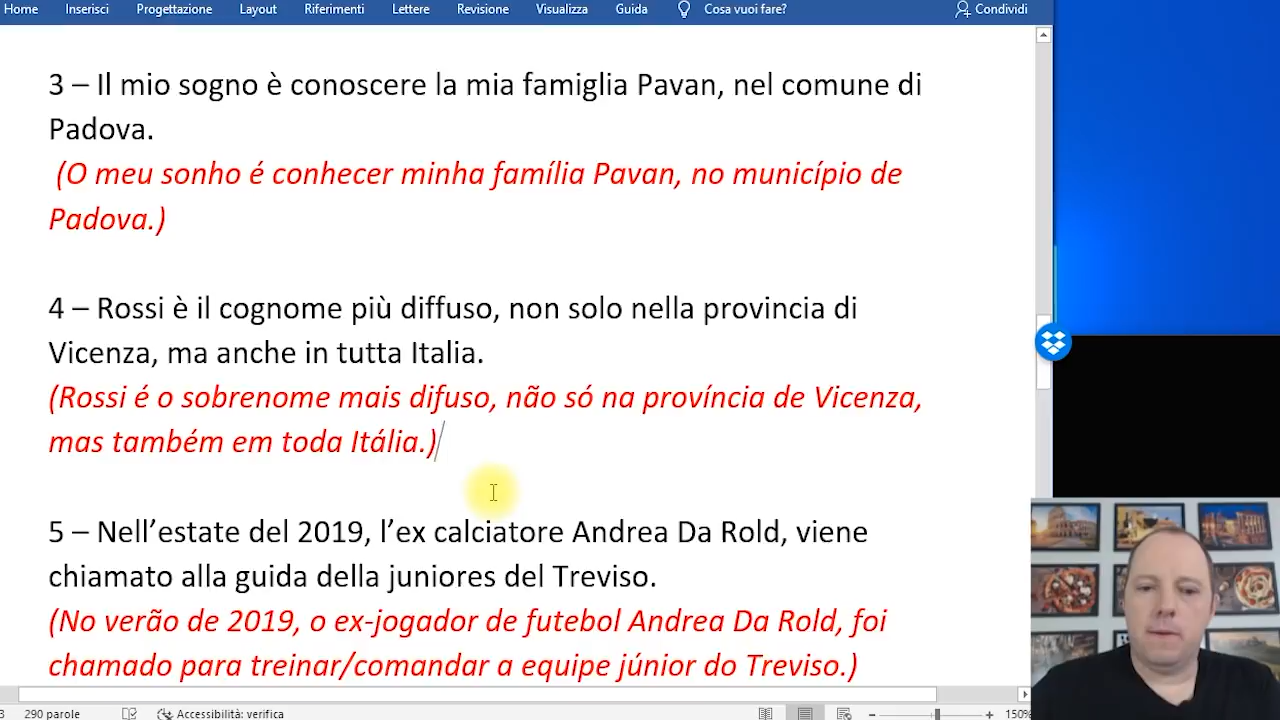 Home Inserisci Progettazione Layout Riferimenti Lettere Revisione Visualizza Guida Cosa vuoi fare? Condividi
3 – Il mio sogno è conoscere la mia famiglia Pavan, nel comune di
Padova.
(O meu sonho é conhecer minha família Pavan, no município de
Padova.)
4 – Rossi è il cognome più diffuso, non solo nella provincia di
Vicenza, ma anche in tutta Italia.
(Rossi é o sobrenome mais difuso, não só na província de Vicenza,
mas também em toda Itália.)
5 – Nell’estate del 2019, l’ex calciatore Andrea Da Rold, viene
chiamato alla guida della juniores del Treviso.
(No verão de 2019, o ex-jogador de futebol Andrea Da Rold, foi
chamado para treinar/comandar a equipe júnior do Treviso.)
3 290 parole Accessibilità: verifica 150%